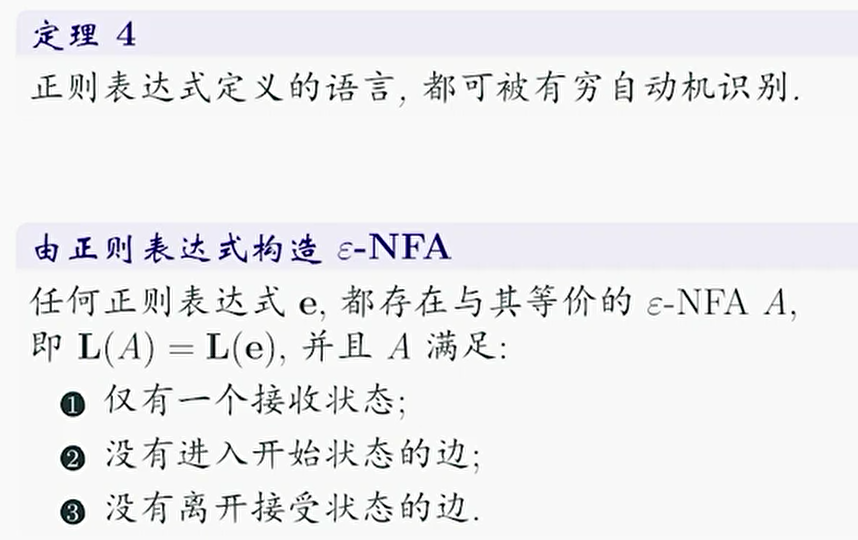 定理 4
正则表达式定义的语言, 都可被有穷自动机识别.
由正则表达式构造 ε-NFA
任何正则表达式 e, 都存在与其等价的 ε-NFA A,
即 L(A) = L(e), 并且 A 满足:
❶ 仅有一个接收状态;
❷ 没有进入开始状态的边;
❸ 没有离开接受状态的边.